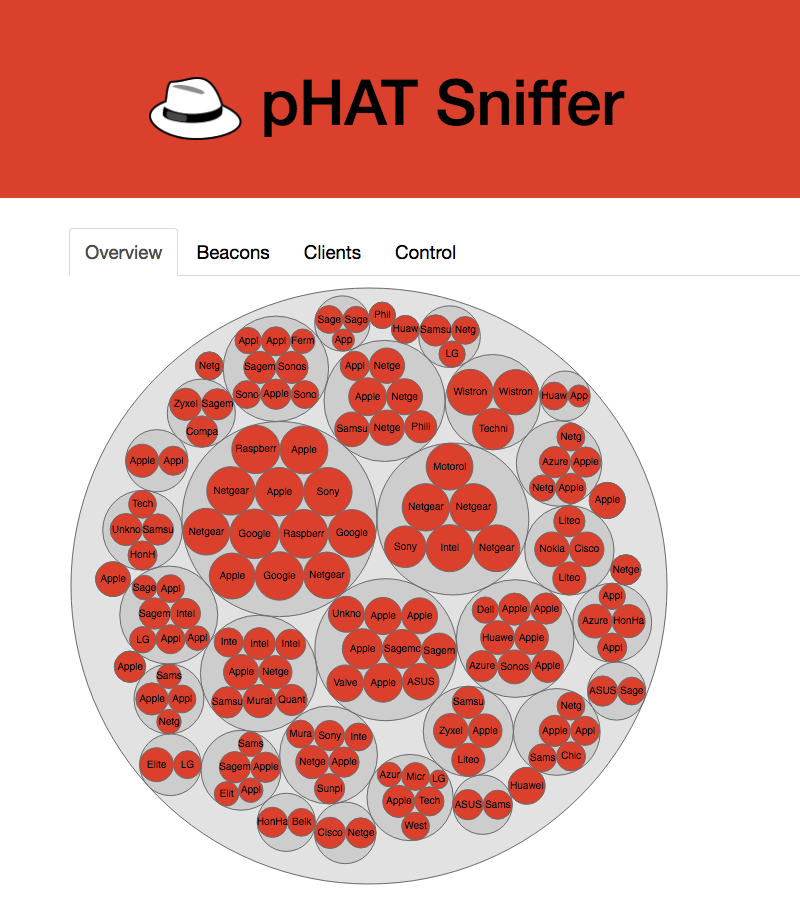 pHAT Sniffer
Overview Beacons Clients Control
Sage Sage Phil
App Huaw Samsu Netg
LG
Appl Appl Ferm
Sagem Sonos
Sono Apple Sono
Netg
Appl Netge
Apple Netge
Samsu Netge Phili
Wistron Wistron
Techni
Huaw App
Zyxel Sagem
Compa
Apple Appl
Raspberr Apple
Netgear Apple Sony
Netgear Google Raspberr Google
Apple Google Netgear
Motorol
Netgear Netgear
Sony Intel Netgear
Netg
Azure Apple
Netg Apple
Apple
Tech
Unkno Samsu
HonH
Liteo
Nokia Cisco
Liteo
Netge
Apple
Sage Appl
Sagem Intel
LG Appl Appl
Apple
Unkno Apple Apple
Apple Sagemc Sagem
Valve Apple ASUS
Dell Apple Apple
Huawe Apple
Azure Sonos Apple
Appl
Azure HonHa
Appl
Inte Intel Intel
Apple Netge
Samsu Murat Quant
Sams
Apple Appl
Netg
ASUS Sage
Samsu
Zyxel Apple
Liteo
Netg
Apple Appl
Sams Chic
Elite LG
Sams
Sagem Apple
Elit Appl
Mura Sony Inte
Netge Apple
Sunpl
Azur Micr LG
Apple Tech
West
ASUS Sams
Huawei
HonHa Belk
Cisco Netge